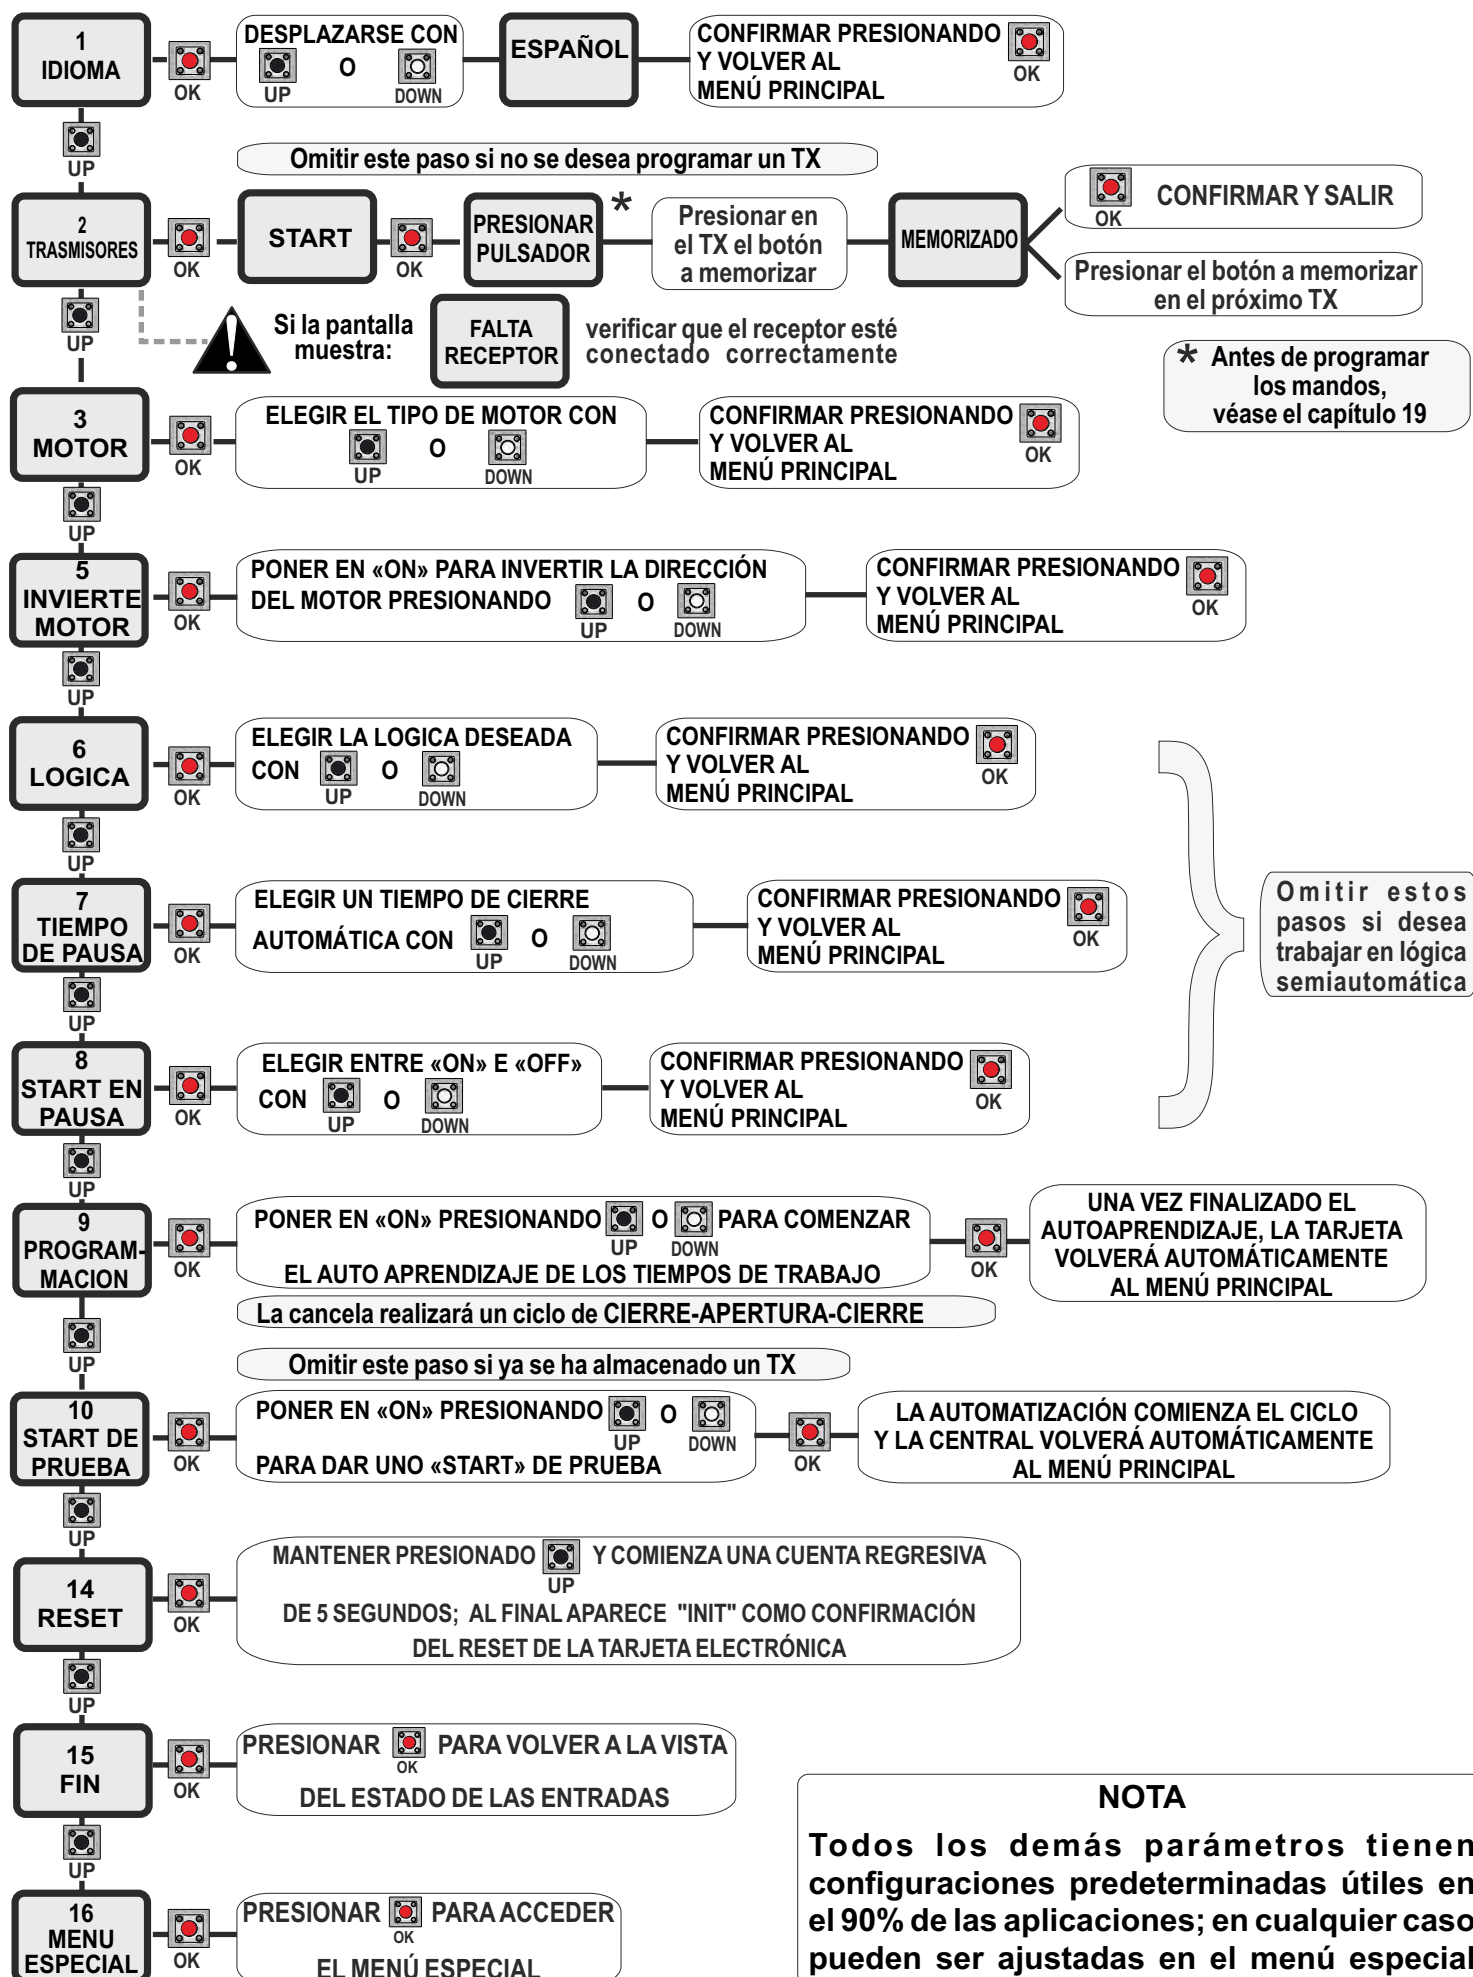 1
IDIOMA
OK
DESPLAZARSE CON
O
UP
DOWN
ESPAÑOL
CONFIRMAR PRESIONANDO
Y VOLVER AL
MENÚ PRINCIPAL
OK
UP
Omitir este paso si no se desea programar un TX
2
TRASMISORES
OK
START
OK
PRESIONAR
PULSADOR
*
Presionar en
el TX el botón
a memorizar
MEMORIZADO
OK
CONFIRMAR Y SALIR
Presionar el botón a memorizar
en el próximo TX
UP
Si la pantalla
muestra:
FALTA
RECEPTOR
verificar que el receptor esté
conectado correctamente
* Antes de programar
los mandos,
véase el capítulo 19
3
MOTOR
OK
ELEGIR EL TIPO DE MOTOR CON
O
UP
DOWN
CONFIRMAR PRESIONANDO
Y VOLVER AL
MENÚ PRINCIPAL
OK
UP
5
INVIERTE
MOTOR
OK
PONER EN «ON» PARA INVERTIR LA DIRECCIÓN
DEL MOTOR PRESIONANDO O
UP
DOWN
CONFIRMAR PRESIONANDO
Y VOLVER AL
MENÚ PRINCIPAL
OK
UP
6
LOGICA
OK
ELEGIR LA LOGICA DESEADA
CON O
UP
DOWN
CONFIRMAR PRESIONANDO
Y VOLVER AL
MENÚ PRINCIPAL
OK
UP
7
TIEMPO
DE PAUSA
OK
ELEGIR UN TIEMPO DE CIERRE
AUTOMÁTICA CON O
UP
DOWN
CONFIRMAR PRESIONANDO
Y VOLVER AL
MENÚ PRINCIPAL
OK
Omitir estos
pasos si desea
trabajar en lógica
semiautomática
UP
8
START EN
PAUSA
OK
ELEGIR ENTRE «ON» E «OFF»
CON O
UP
DOWN
CONFIRMAR PRESIONANDO
Y VOLVER AL
MENÚ PRINCIPAL
OK
UP
9
PROGRAM-
MACION
OK
PONER EN «ON» PRESIONANDO O PARA COMENZAR
UP
DOWN
EL AUTO APRENDIZAJE DE LOS TIEMPOS DE TRABAJO
OK
UNA VEZ FINALIZADO EL
AUTOAPRENDIZAJE, LA TARJETA
VOLVERÁ AUTOMÁTICAMENTE
AL MENÚ PRINCIPAL
La cancela realizará un ciclo de CIERRE-APERTURA-CIERRE
UP
Omitir este paso si ya se ha almacenado un TX
10
START DE
PRUEBA
OK
PONER EN «ON» PRESIONANDO O
UP
DOWN
PARA DAR UNO «START» DE PRUEBA
OK
LA AUTOMATIZACIÓN COMIENZA EL CICLO
Y LA CENTRAL VOLVERÁ AUTOMÁTICAMENTE
AL MENÚ PRINCIPAL
UP
14
RESET
OK
MANTENER PRESIONADO Y COMIENZA UNA CUENTA REGRESIVA
UP
DE 5 SEGUNDOS; AL FINAL APARECE "INIT" COMO CONFIRMACIÓN
DEL RESET DE LA TARJETA ELECTRÓNICA
UP
15
FIN
OK
PRESIONAR PARA VOLVER A LA VISTA
OK
DEL ESTADO DE LAS ENTRADAS
UP
16
MENU
ESPECIAL
OK
PRESIONAR PARA ACCEDER
OK
EL MENÚ ESPECIAL
NOTA
Todos los demás parámetros tienen
configuraciones predeterminadas útiles en
el 90% de las aplicaciones; en cualquier caso
pueden ser ajustadas en el menú especial